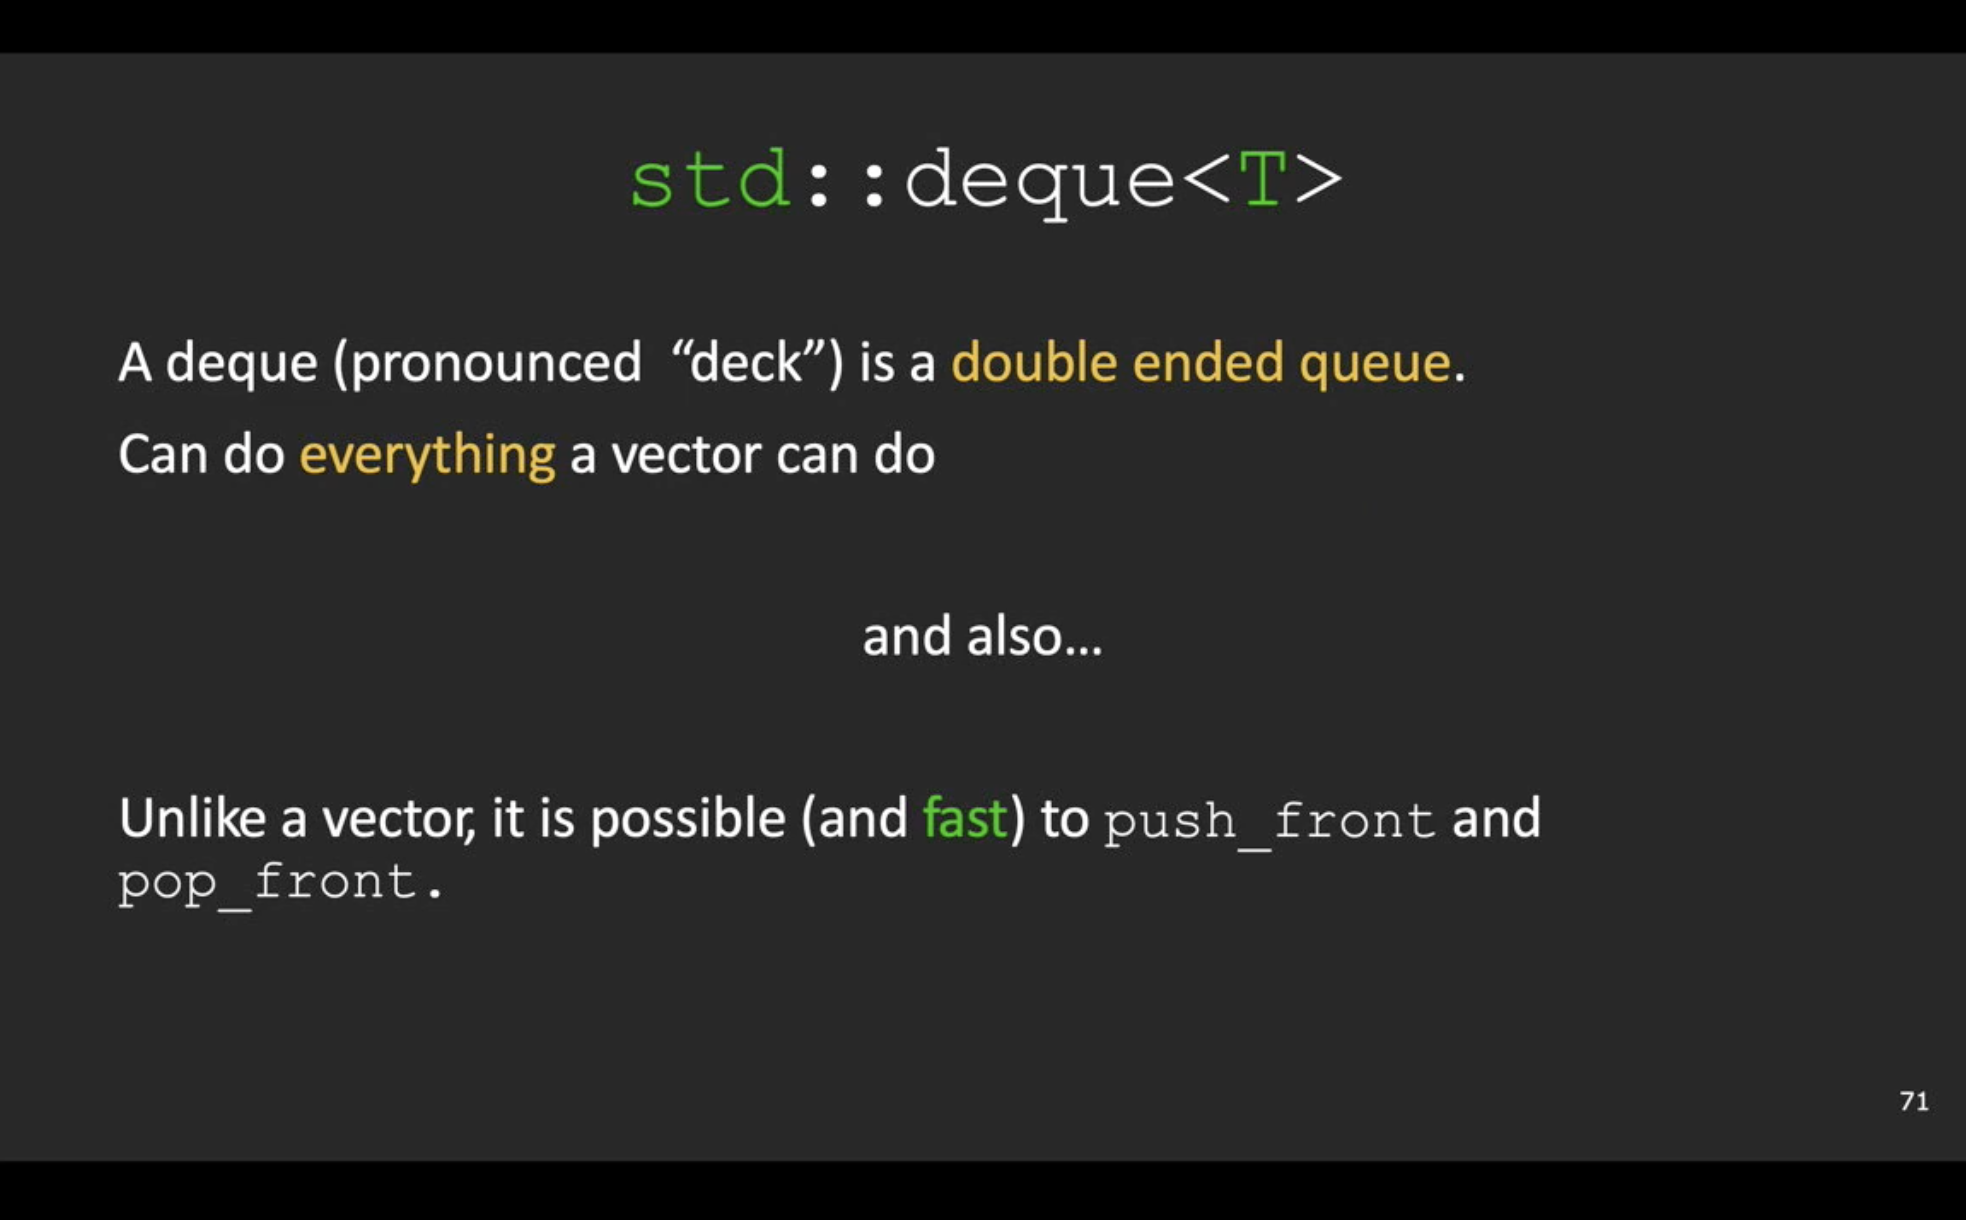 std::deque<T>
A deque (pronounced “deck”) is a double ended queue.
Can do everything a vector can do
and also…
Unlike a vector, it is possible (and fast) to push_front and
pop_front.
71